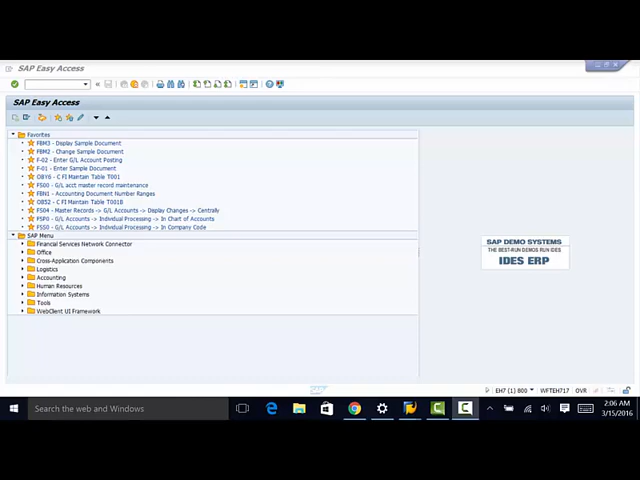 SAP Easy Access
SAP Easy Access
Favorites
FBM3 - Display Sample Document
FBM2 - Change Sample Document
F-02 - Enter G/L Account Posting
F-01 - Enter Sample Document
OBY6 - C FI Maintain Table T001
FS00 - G/L acct master record maintenance
FBN1 - Accounting Document Number Ranges
OB52 - C FI Maintain Table T001B
FS04 - Master Records -> G/L Accounts -> Display Changes -> Centrally
FSP0 - G/L Accounts -> Individual Processing -> In Chart of Accounts
FSS0 - G/L Accounts -> Individual Processing -> In Company Code
SAP Menu
Financial Services Network Connector
Office
Cross-Application Components
Logistics
Accounting
Human Resources
Information Systems
Tools
WebClient UI Framework
SAP DEMO SYSTEMS
THE BEST-RUN DEMOS RUN IDES
IDES ERP
SAP
EH7 (1) 800
WFTEH717
OVR
Search the web and Windows
2:06 AM
3/15/2016